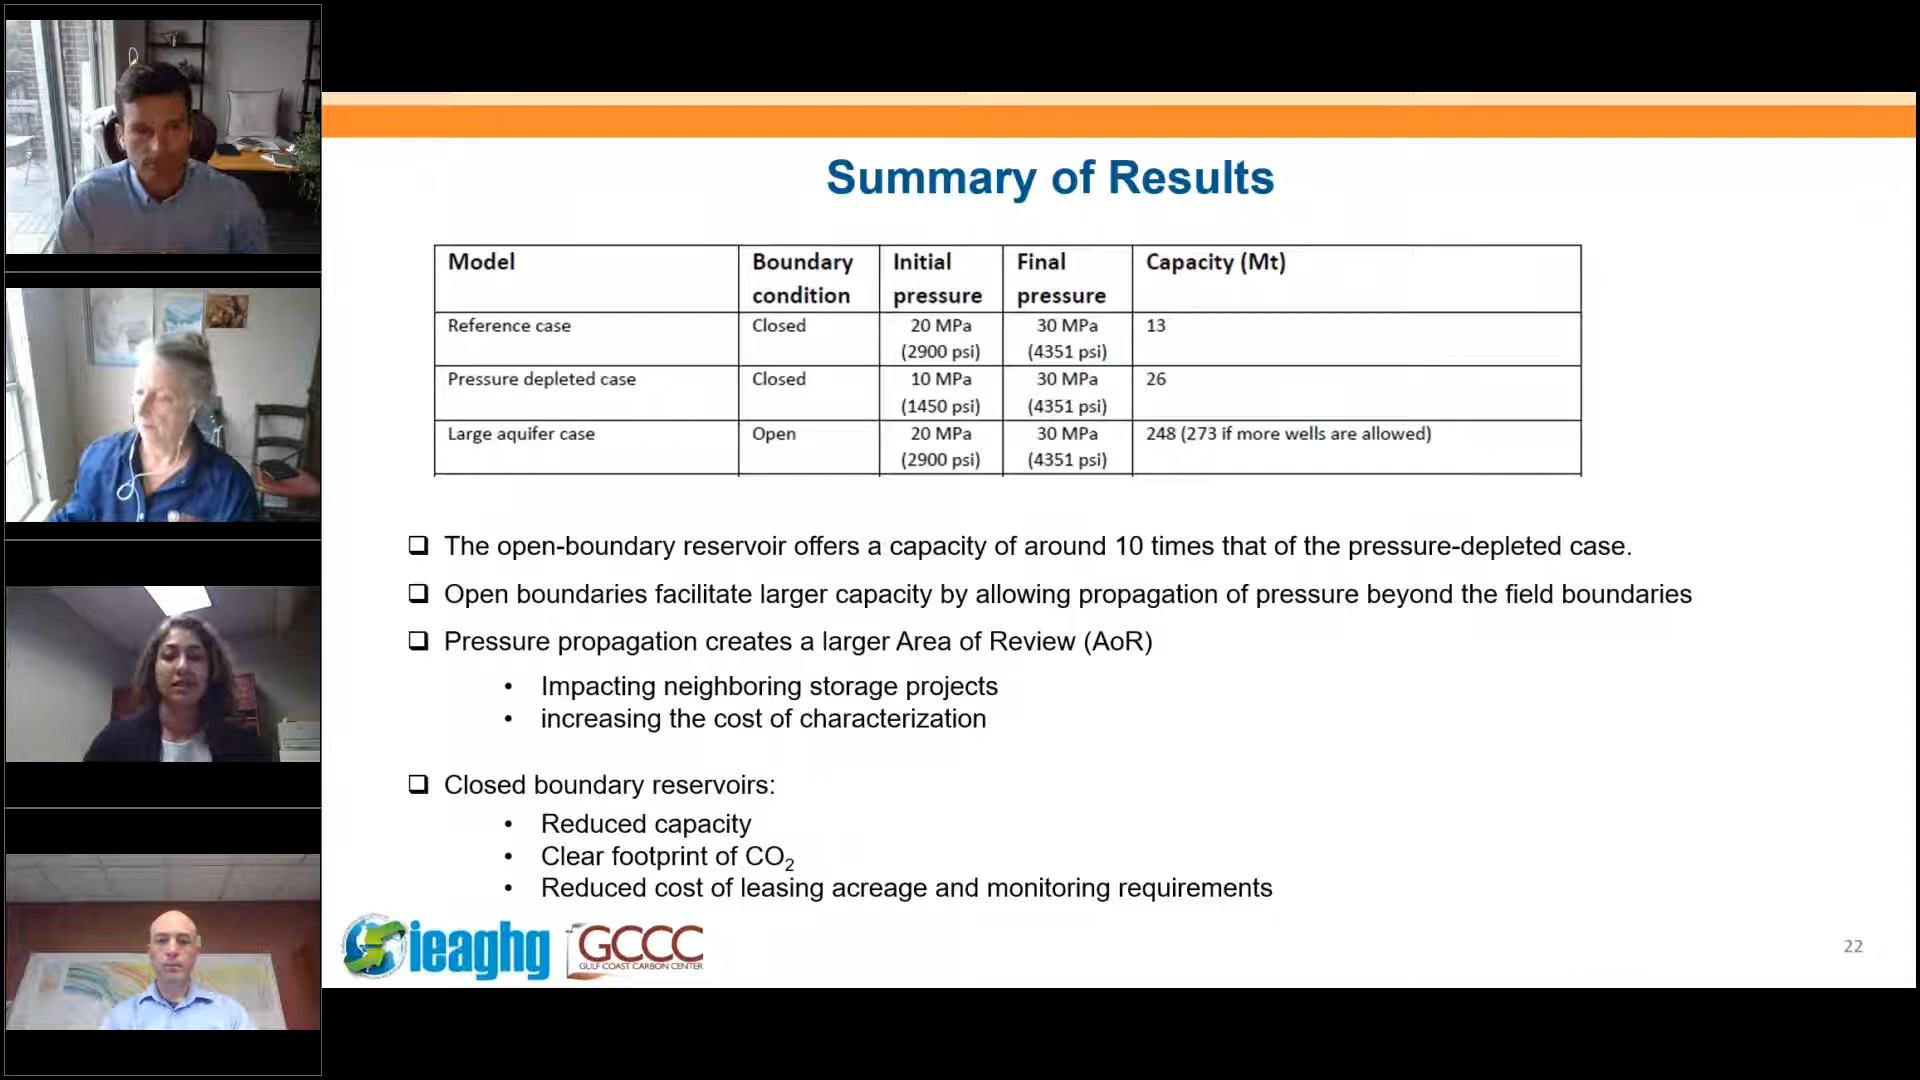 Summary of Results
Model
Boundary condition
Initial pressure
Final pressure
Capacity (Mt)
Reference case
Closed
20 MPa (2900 psi)
30 MPa (4351 psi)
13
Pressure depleted case
Closed
10 MPa (1450 psi)
30 MPa (4351 psi)
26
Large aquifer case
Open
20 MPa (2900 psi)
30 MPa (4351 psi)
248 (273 if more wells are allowed)
❑ The open-boundary reservoir offers a capacity of around 10 times that of the pressure-depleted case.
❑ Open boundaries facilitate larger capacity by allowing propagation of pressure beyond the field boundaries
❑ Pressure propagation creates a larger Area of Review (AoR)
• Impacting neighboring storage projects
• increasing the cost of characterization
❑ Closed boundary reservoirs:
• Reduced capacity
• Clear footprint of CO₂
• Reduced cost of leasing acreage and monitoring requirements
ieaghg
GCCC
GULF COAST CARBON CENTER
22